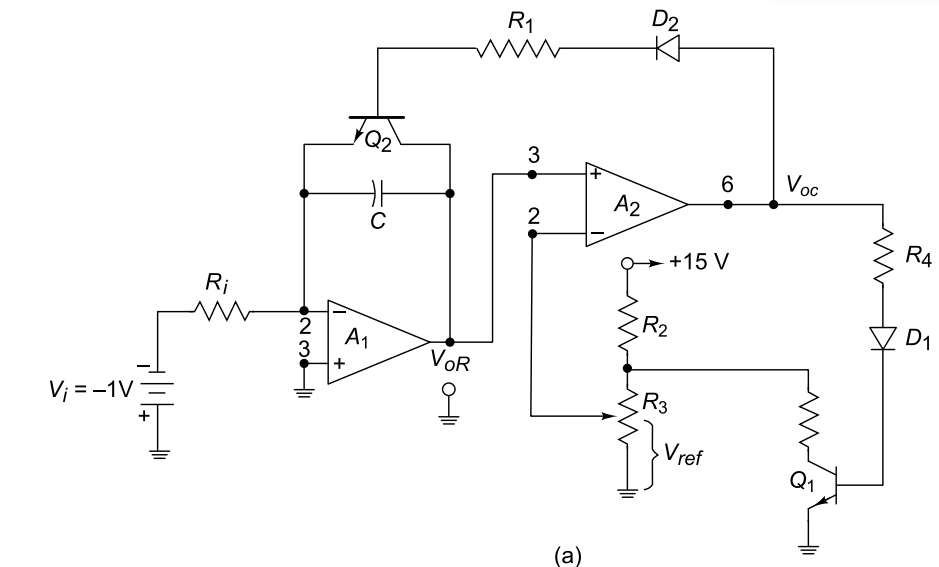 R1
D2
Q2
C
3
+
A2
6
Voc
2
−
+15 V
R4
Ri
R2
D1
2
−
A1
3
+
VoR
Vi = −1V
−
+
R3
Vref
Q1
(a)